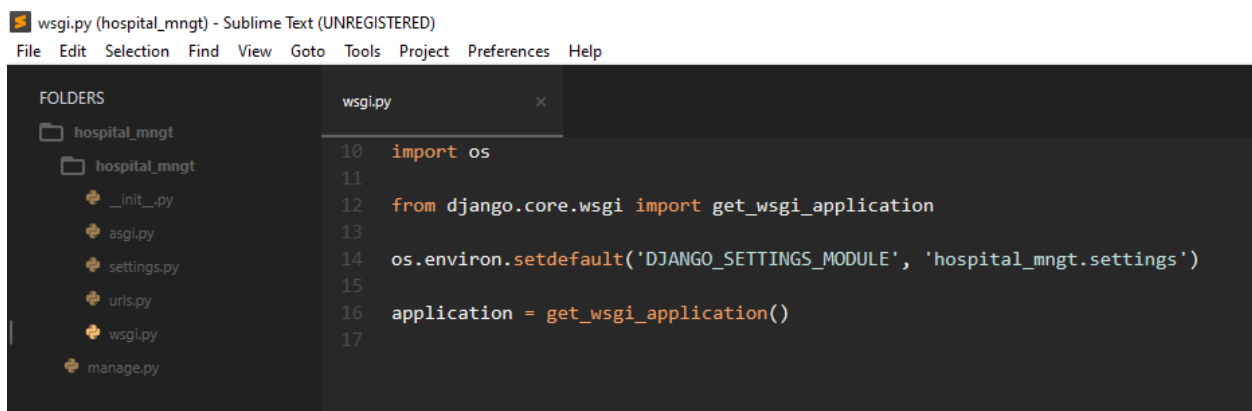 wsgi.py (hospital_mngt) - Sublime Text (UNREGISTERED)
File Edit Selection Find View Goto Tools Project Preferences Help
FOLDERS
hospital_mngt
hospital_mngt
__init__.py
asgi.py
settings.py
urls.py
wsgi.py
manage.py
wsgi.py ×
10 import os
11
12 from django.core.wsgi import get_wsgi_application
13
14 os.environ.setdefault('DJANGO_SETTINGS_MODULE', 'hospital_mngt.settings')
15
16 application = get_wsgi_application()
17